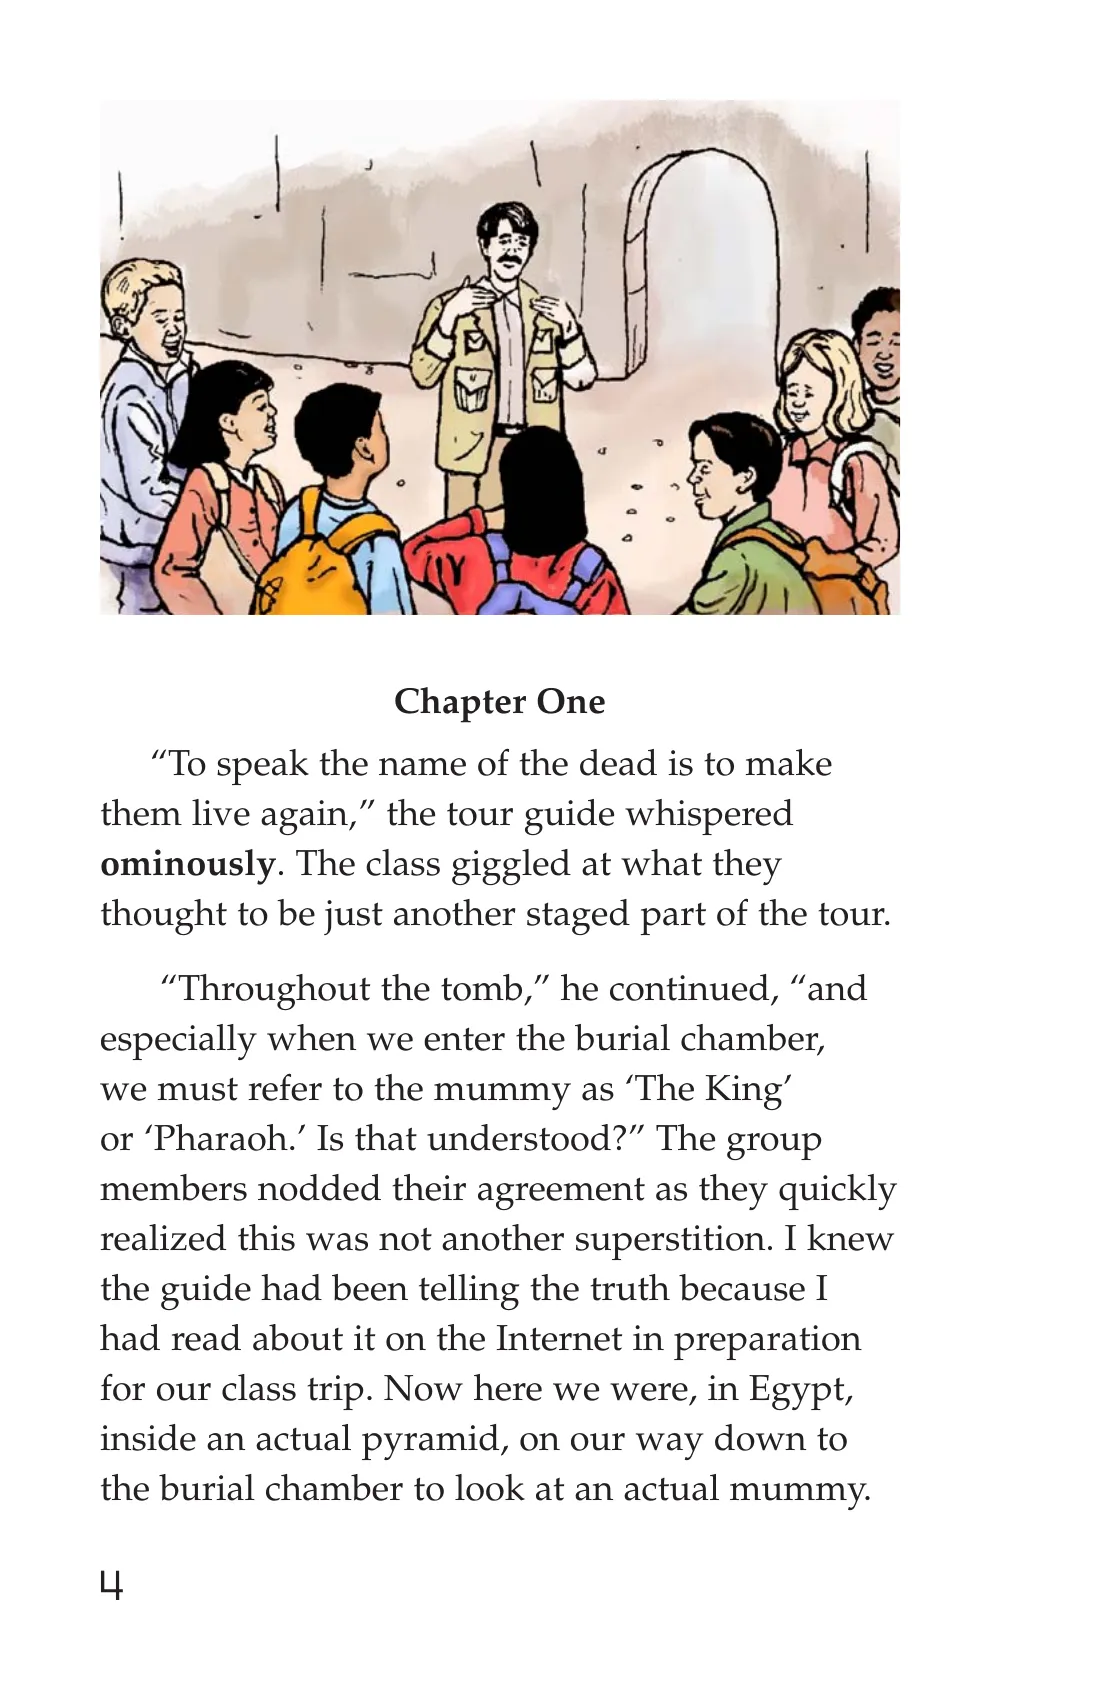 Chapter One
“To speak the name of the dead is to make
them live again,” the tour guide whispered
ominously. The class giggled at what they
thought to be just another staged part of the tour.
“Throughout the tomb,” he continued, “and
especially when we enter the burial chamber,
we must refer to the mummy as ‘The King’
or ‘Pharaoh.’ Is that understood?” The group
members nodded their agreement as they quickly
realized this was not another superstition. I knew
the guide had been telling the truth because I
had read about it on the Internet in preparation
for our class trip. Now here we were, in Egypt,
inside an actual pyramid, on our way down to
the burial chamber to look at an actual mummy.
4